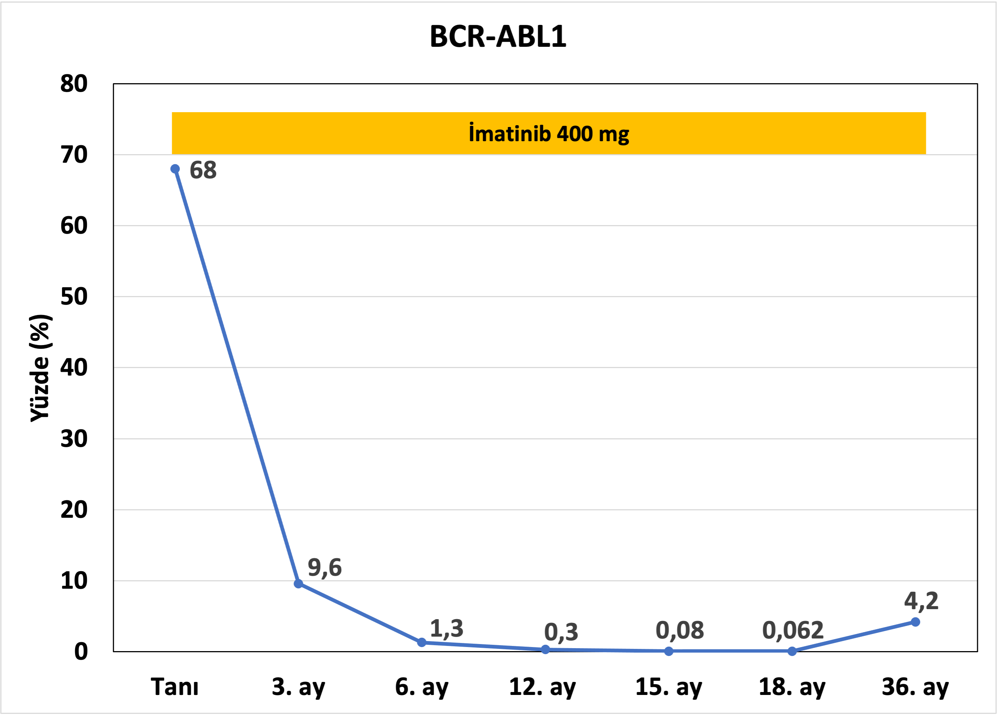 BCR-ABL1
80
İmatinib 400 mg
70
68
60
50
Yüzde (%)
40
30
20
9,6
10
4,2
1,3
0,3
0,08
0,062
0
Tanı
3. ay
6. ay
12. ay
15. ay
18. ay
36. ay